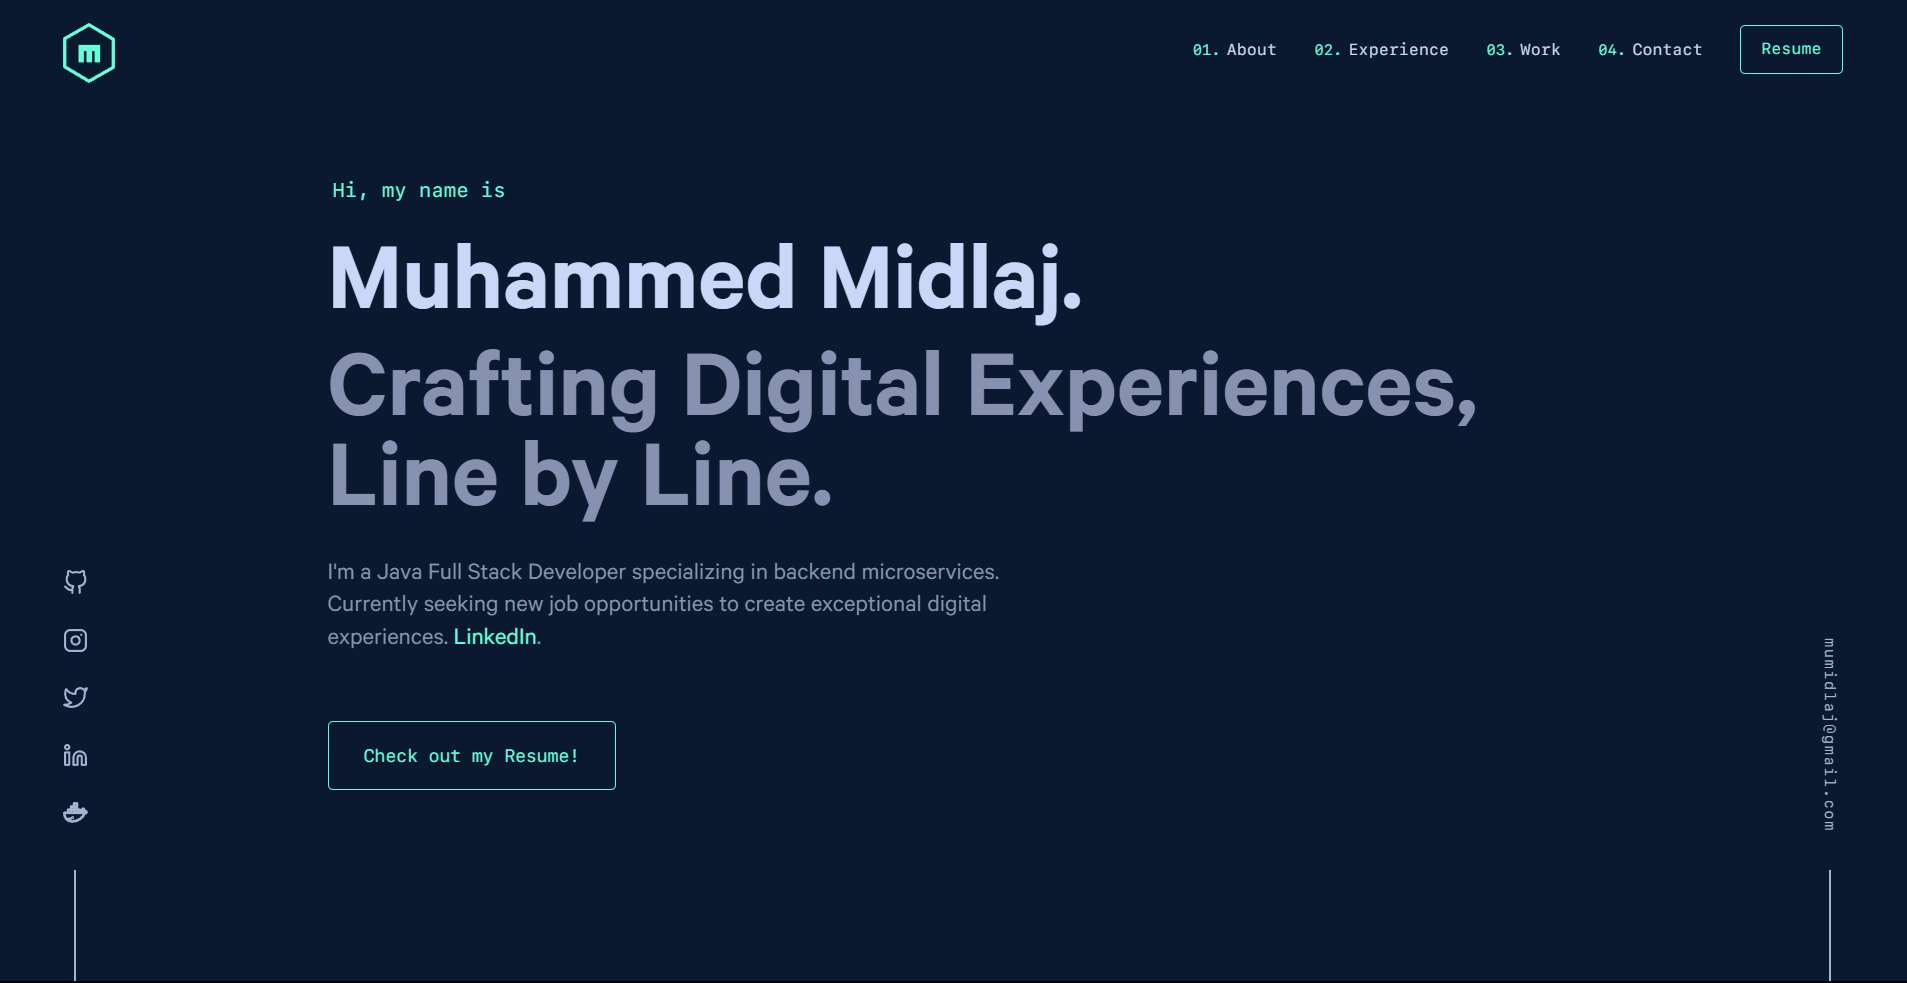 m
01. About 02. Experience 03. Work 04. Contact Resume
Hi, my name is
Muhammed Midlaj.
Crafting Digital Experiences,
Line by Line.
I'm a Java Full Stack Developer specializing in backend microservices.
Currently seeking new job opportunities to create exceptional digital
experiences. LinkedIn.
Check out my Resume!
in
mumidlaj@gmail.com